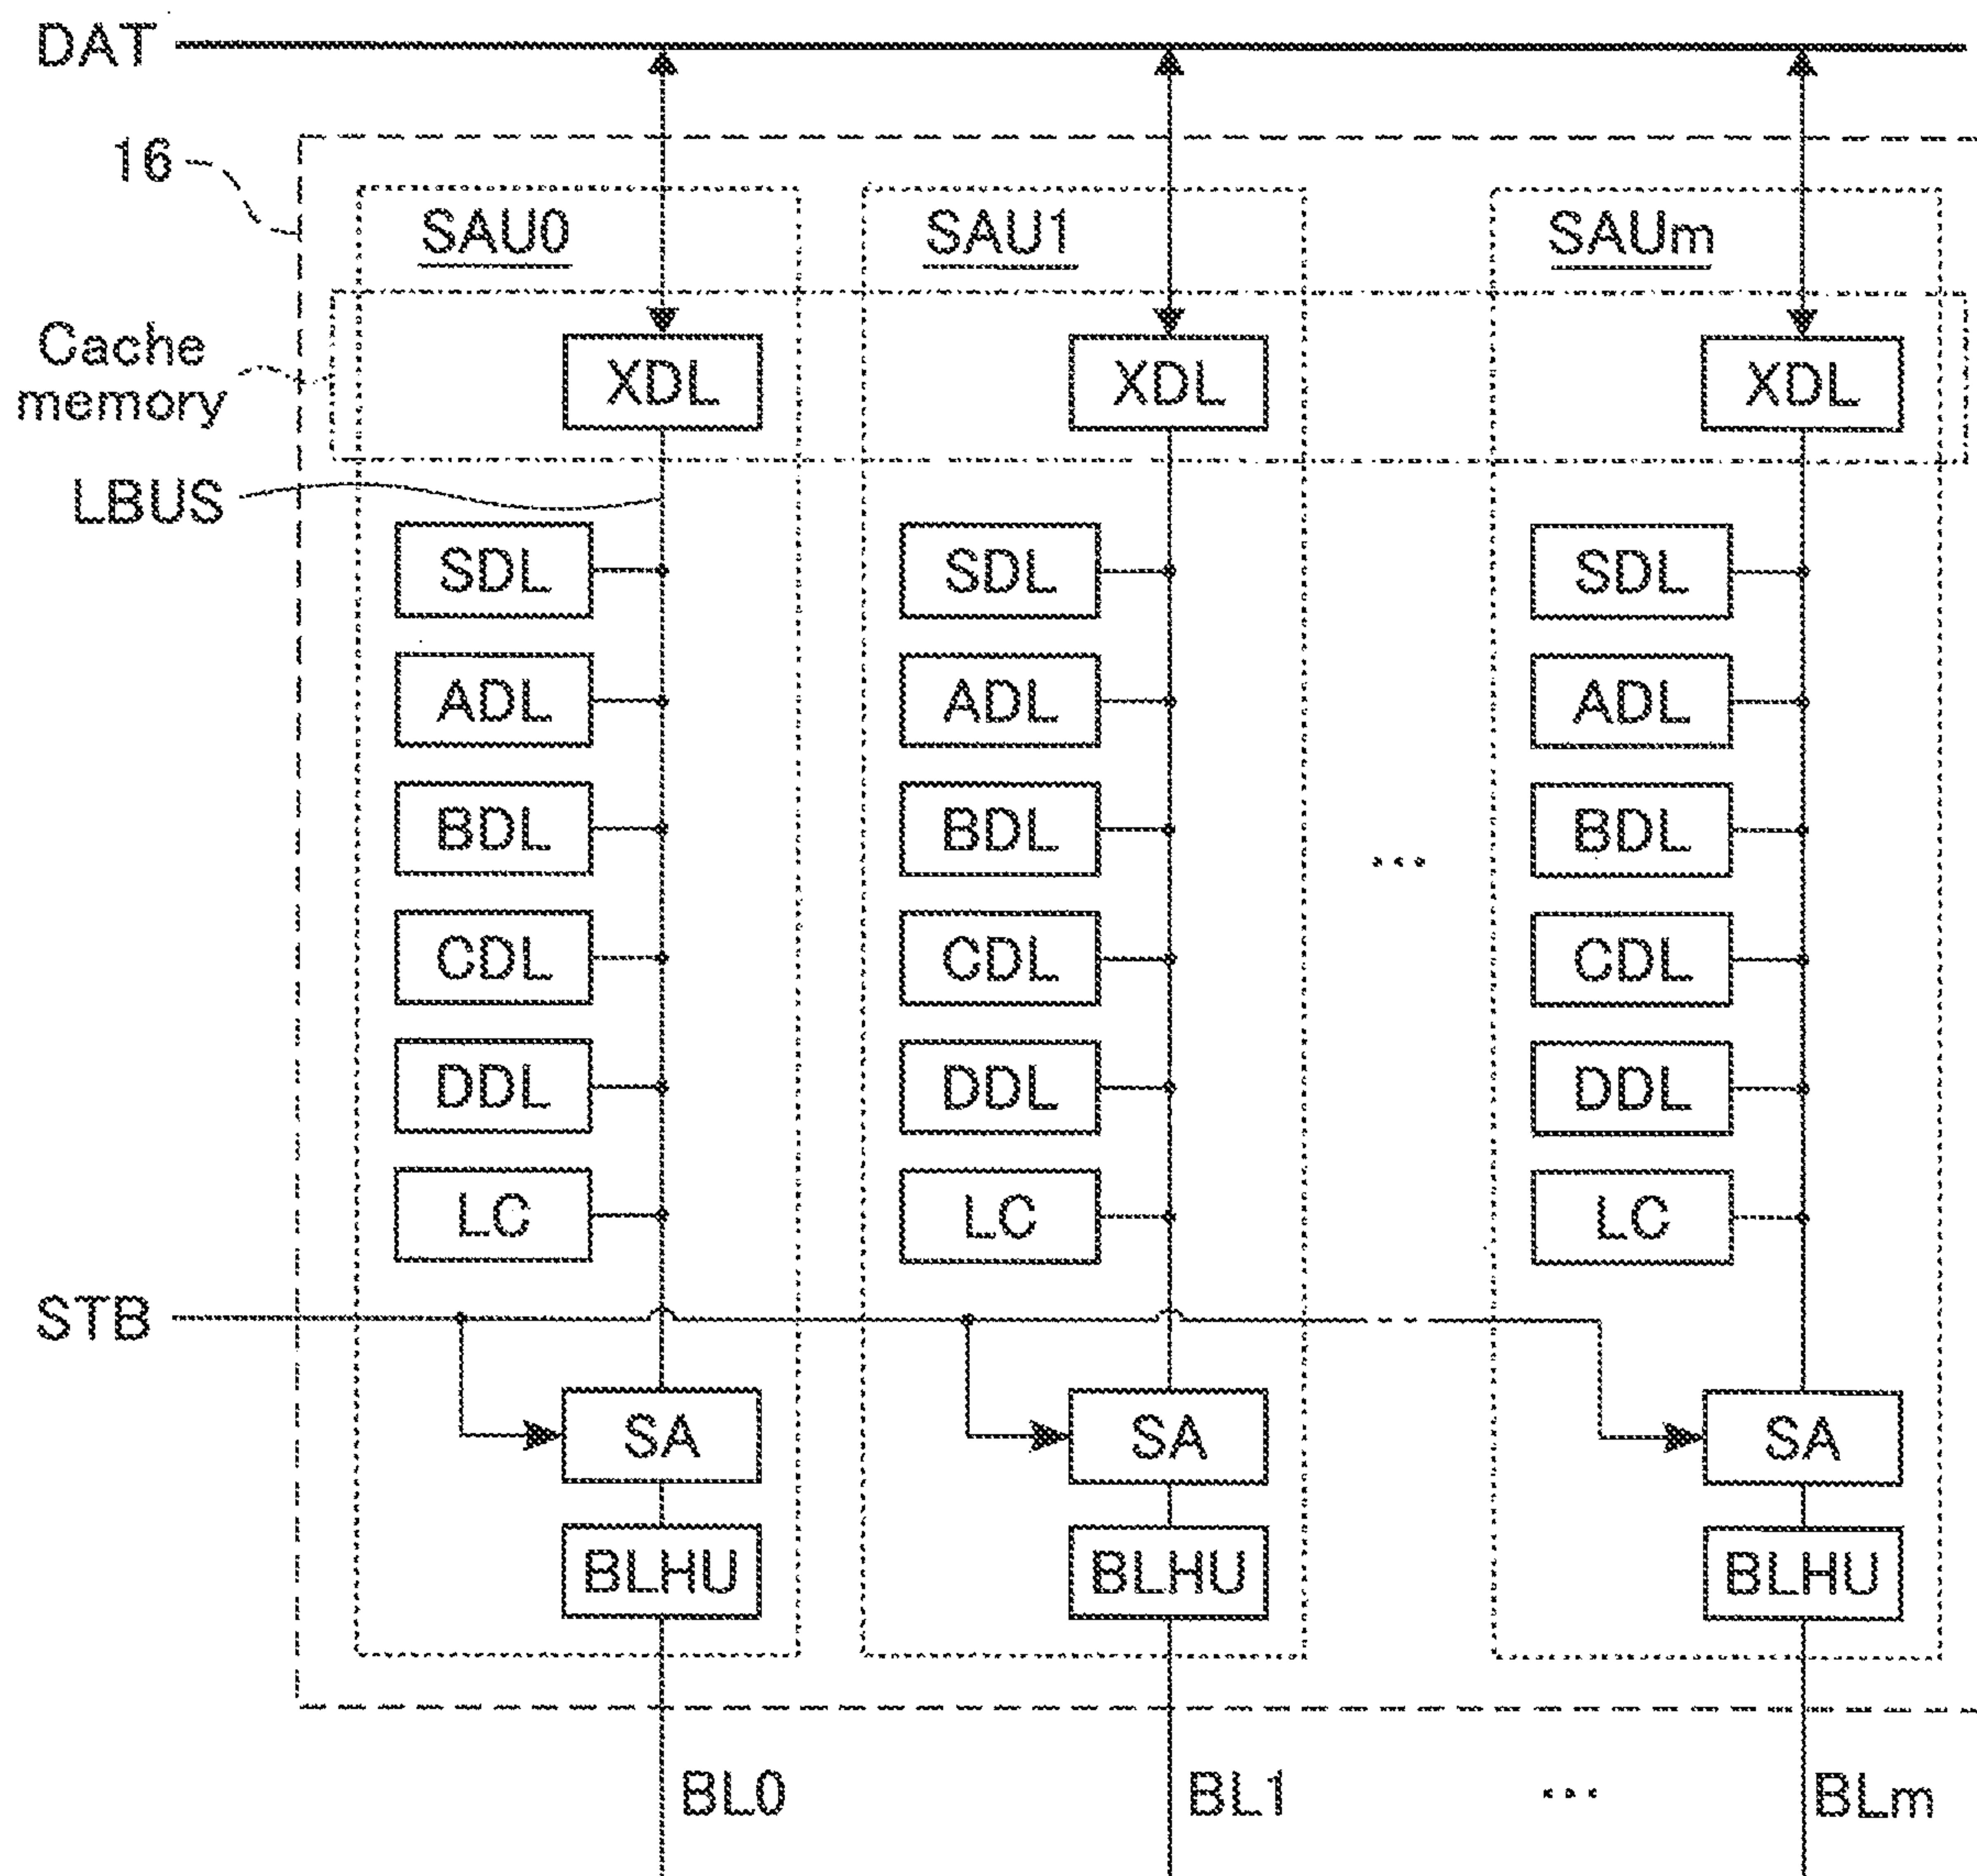 DAT
16
SAU0 SAU1 SAUm
Cache
memory
XDL XDL XDL
LBUS
SDL SDL SDL
ADL ADL ADL
BDL BDL ... BDL
CDL CDL CDL
DDL DDL DDL
LC LC LC
STB
SA SA SA
BLHU BLHU BLHU
BL0 BL1 ... BLm